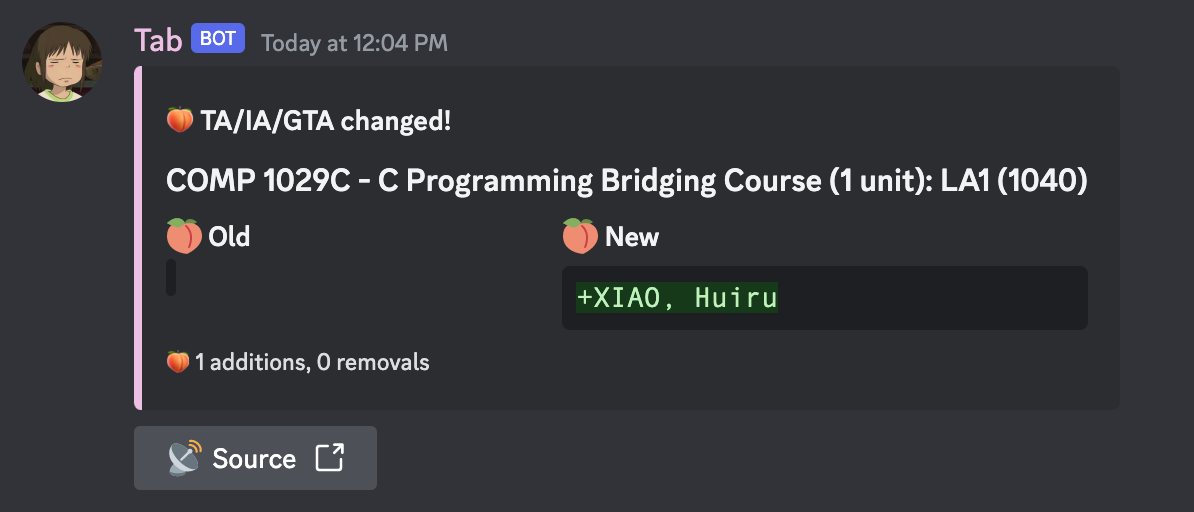 Tab BOT Today at 12:04 PM
🍑 TA/IA/GTA changed!
COMP 1029C - C Programming Bridging Course (1 unit): LA1 (1040)
🍑 Old
🍑 New
+XIAO, Huiru
🍑 1 additions, 0 removals
📡 Source